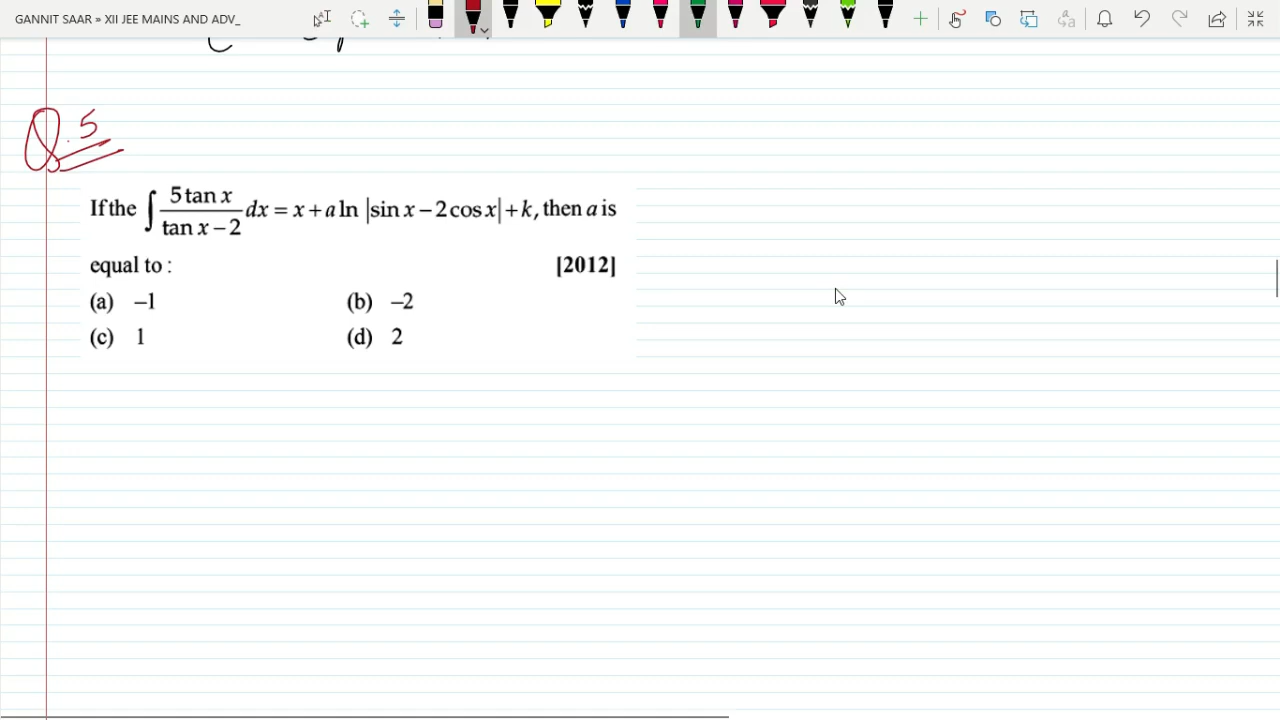 GANNIT SAAR » XII JEE MAINS AND ADV_
Q.5
If the ∫ 5 tan x / tan x − 2 dx = x + a ln |sin x − 2 cos x| + k, then a is
equal to : [2012]
(a) −1 (b) −2
(c) 1 (d) 2